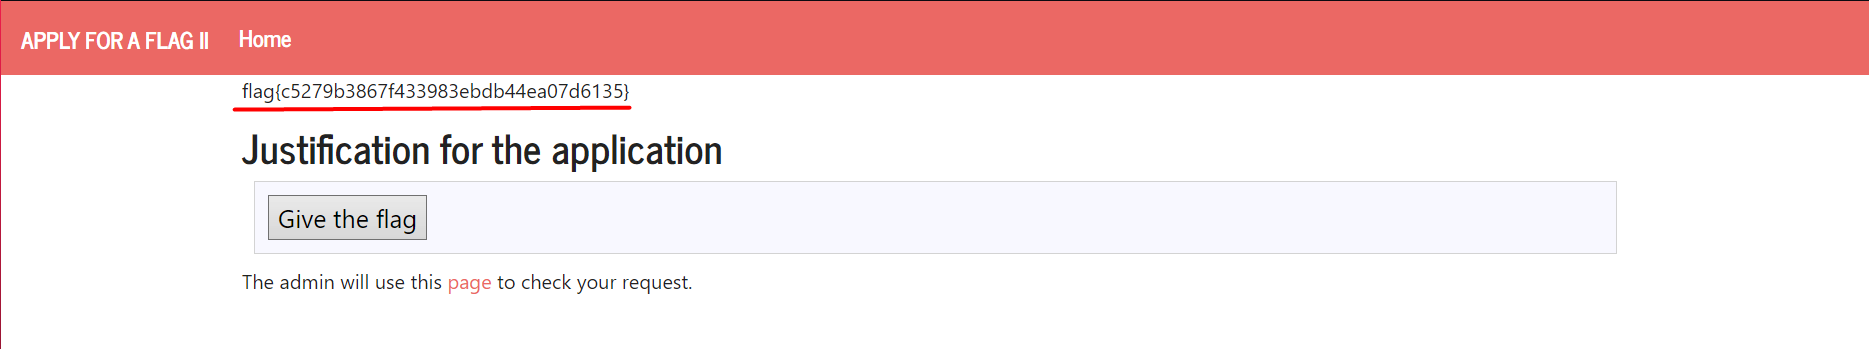 APPLY FOR A FLAG II Home
flag{c5279b3867f433983ebdb44ea07d6135}
Justification for the application
Give the flag
The admin will use this page to check your request.